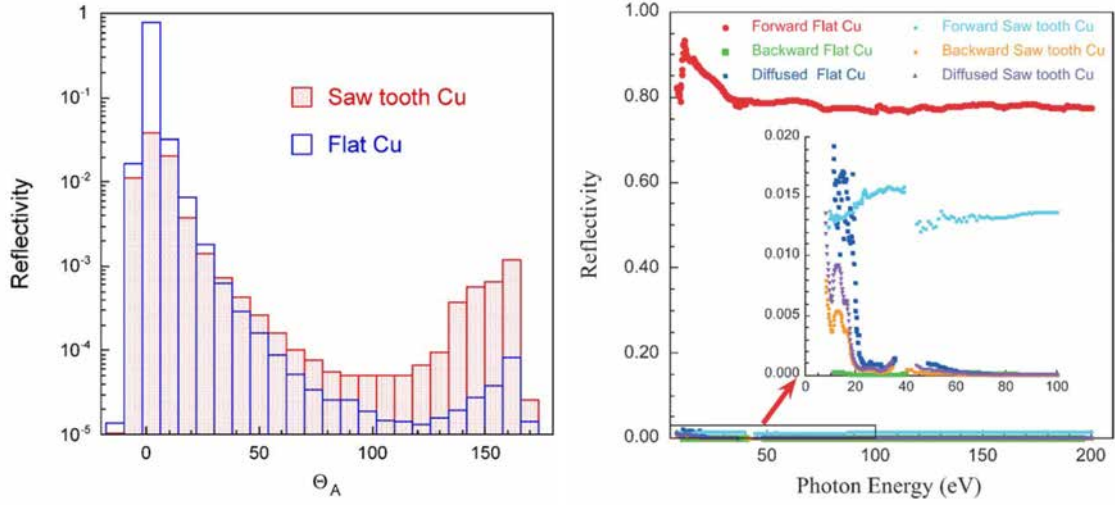 1
10-1
10-2
10-3
10-4
10-5
Reflectivity
0
50
100
150
ΘA
Saw tooth Cu
Flat Cu
1.00
0.80
0.60
0.40
0.20
0.00
Reflectivity
50
100
150
200
Photon Energy (eV)
Forward Flat Cu
Backward Flat Cu
Diffused Flat Cu
Forward Saw tooth Cu
Backward Saw tooth Cu
Diffused Saw tooth Cu
0.020
0.015
0.010
0.005
0.000
0
20
40
60
80
100